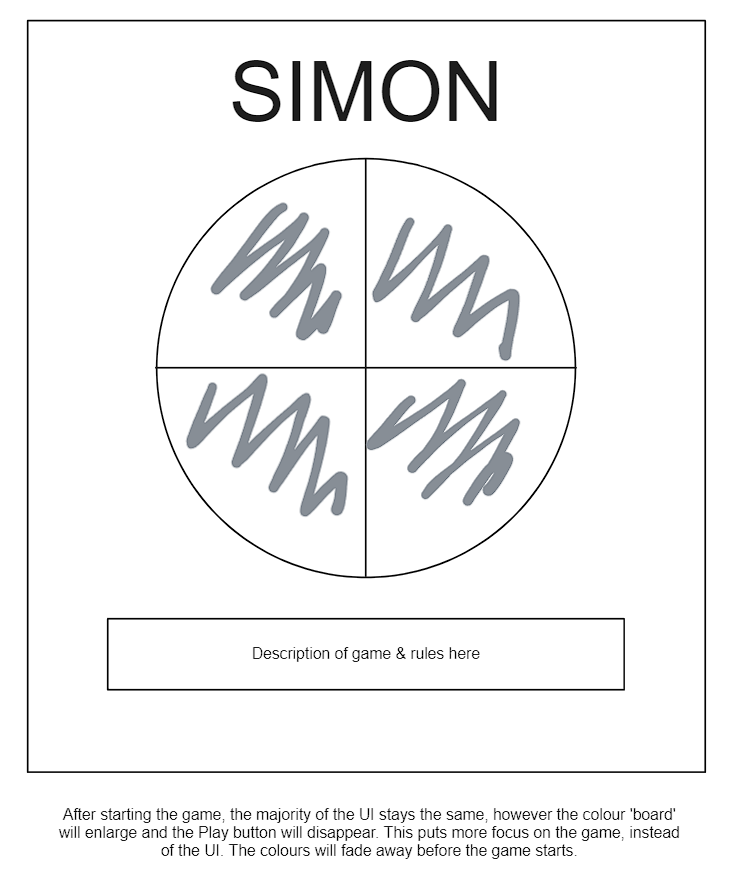 SIMON
Description of game & rules here
After starting the game, the majority of the UI stays the same, however the colour 'board'
will enlarge and the Play button will disappear. This puts more focus on the game, instead
of the UI. The colours will fade away before the game starts.